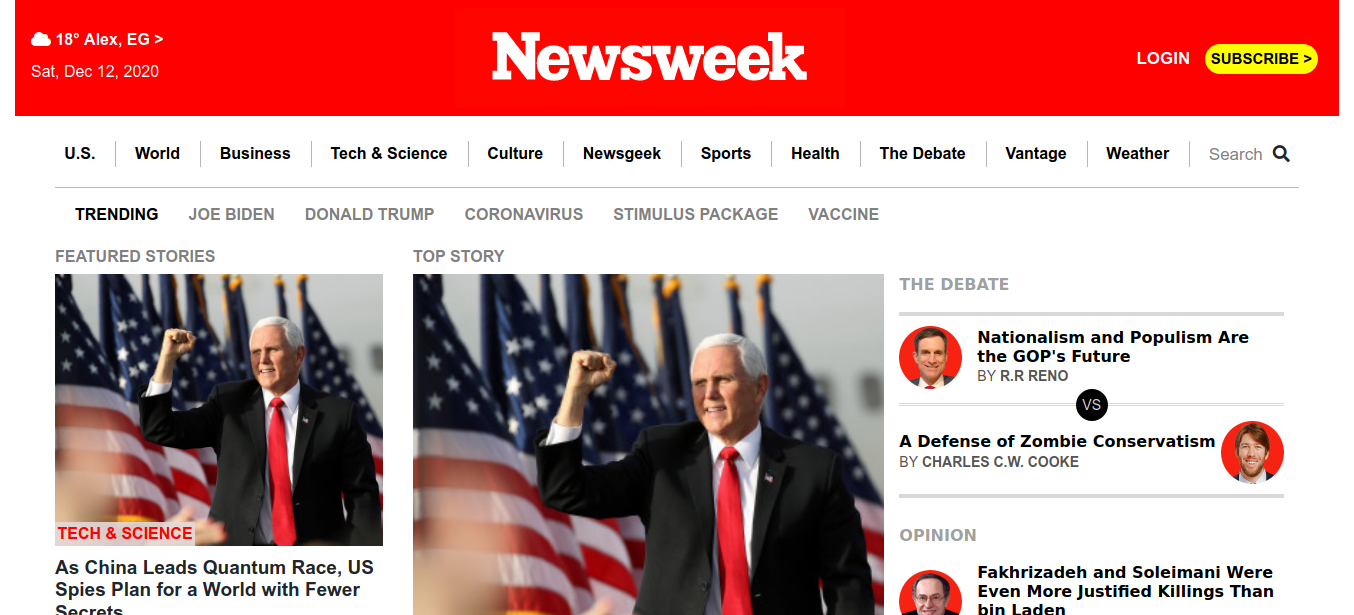 18° Alex, EG >
Sat, Dec 12, 2020
Newsweek
LOGIN
SUBSCRIBE >
U.S.
World
Business
Tech & Science
Culture
Newsgeek
Sports
Health
The Debate
Vantage
Weather
Search
TRENDING
JOE BIDEN
DONALD TRUMP
CORONAVIRUS
STIMULUS PACKAGE
VACCINE
FEATURED STORIES
TECH & SCIENCE
As China Leads Quantum Race, US
Spies Plan for a World with Fewer
Secrets
TOP STORY
THE DEBATE
Nationalism and Populism Are
the GOP's Future
BY R.R RENO
VS
A Defense of Zombie Conservatism
BY CHARLES C.W. COOKE
OPINION
Fakhrizadeh and Soleimani Were
Even More Justified Killings Than
bin Laden